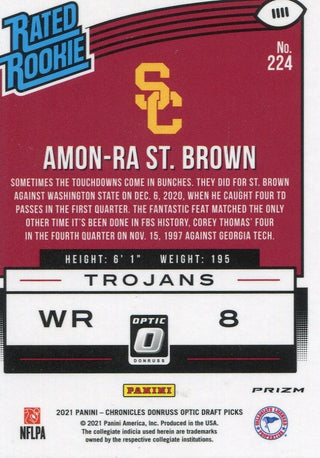 RATED
ROOKIE
No.
224
SC
AMON-RA ST. BROWN
SOMETIMES THE TOUCHDOWNS COME IN BUNCHES. THEY DID FOR ST. BROWN
AGAINST WASHINGTON STATE ON DEC. 6, 2020, WHEN HE CAUGHT FOUR TD
PASSES IN THE FIRST QUARTER. THE FANTASTIC FEAT MATCHED THE ONLY
OTHER TIME IT'S BEEN DONE IN FBS HISTORY, COREY THOMAS' FOUR
IN THE FOURTH QUARTER ON NOV. 15, 1997 AGAINST GEORGIA TECH.
HEIGHT: 6' 1" WEIGHT: 195
TROJANS
WR
OPTIC
DONRUSS
8
PANINI
PRIZM
NFLPA
2021 PANINI – CHRONICLES DONRUSS OPTIC DRAFT PICKS
© 2021 Panini America, Inc. Produced in the USA.
The collegiate indicia used herein are trademarks
owned by the respective collegiate institutions.